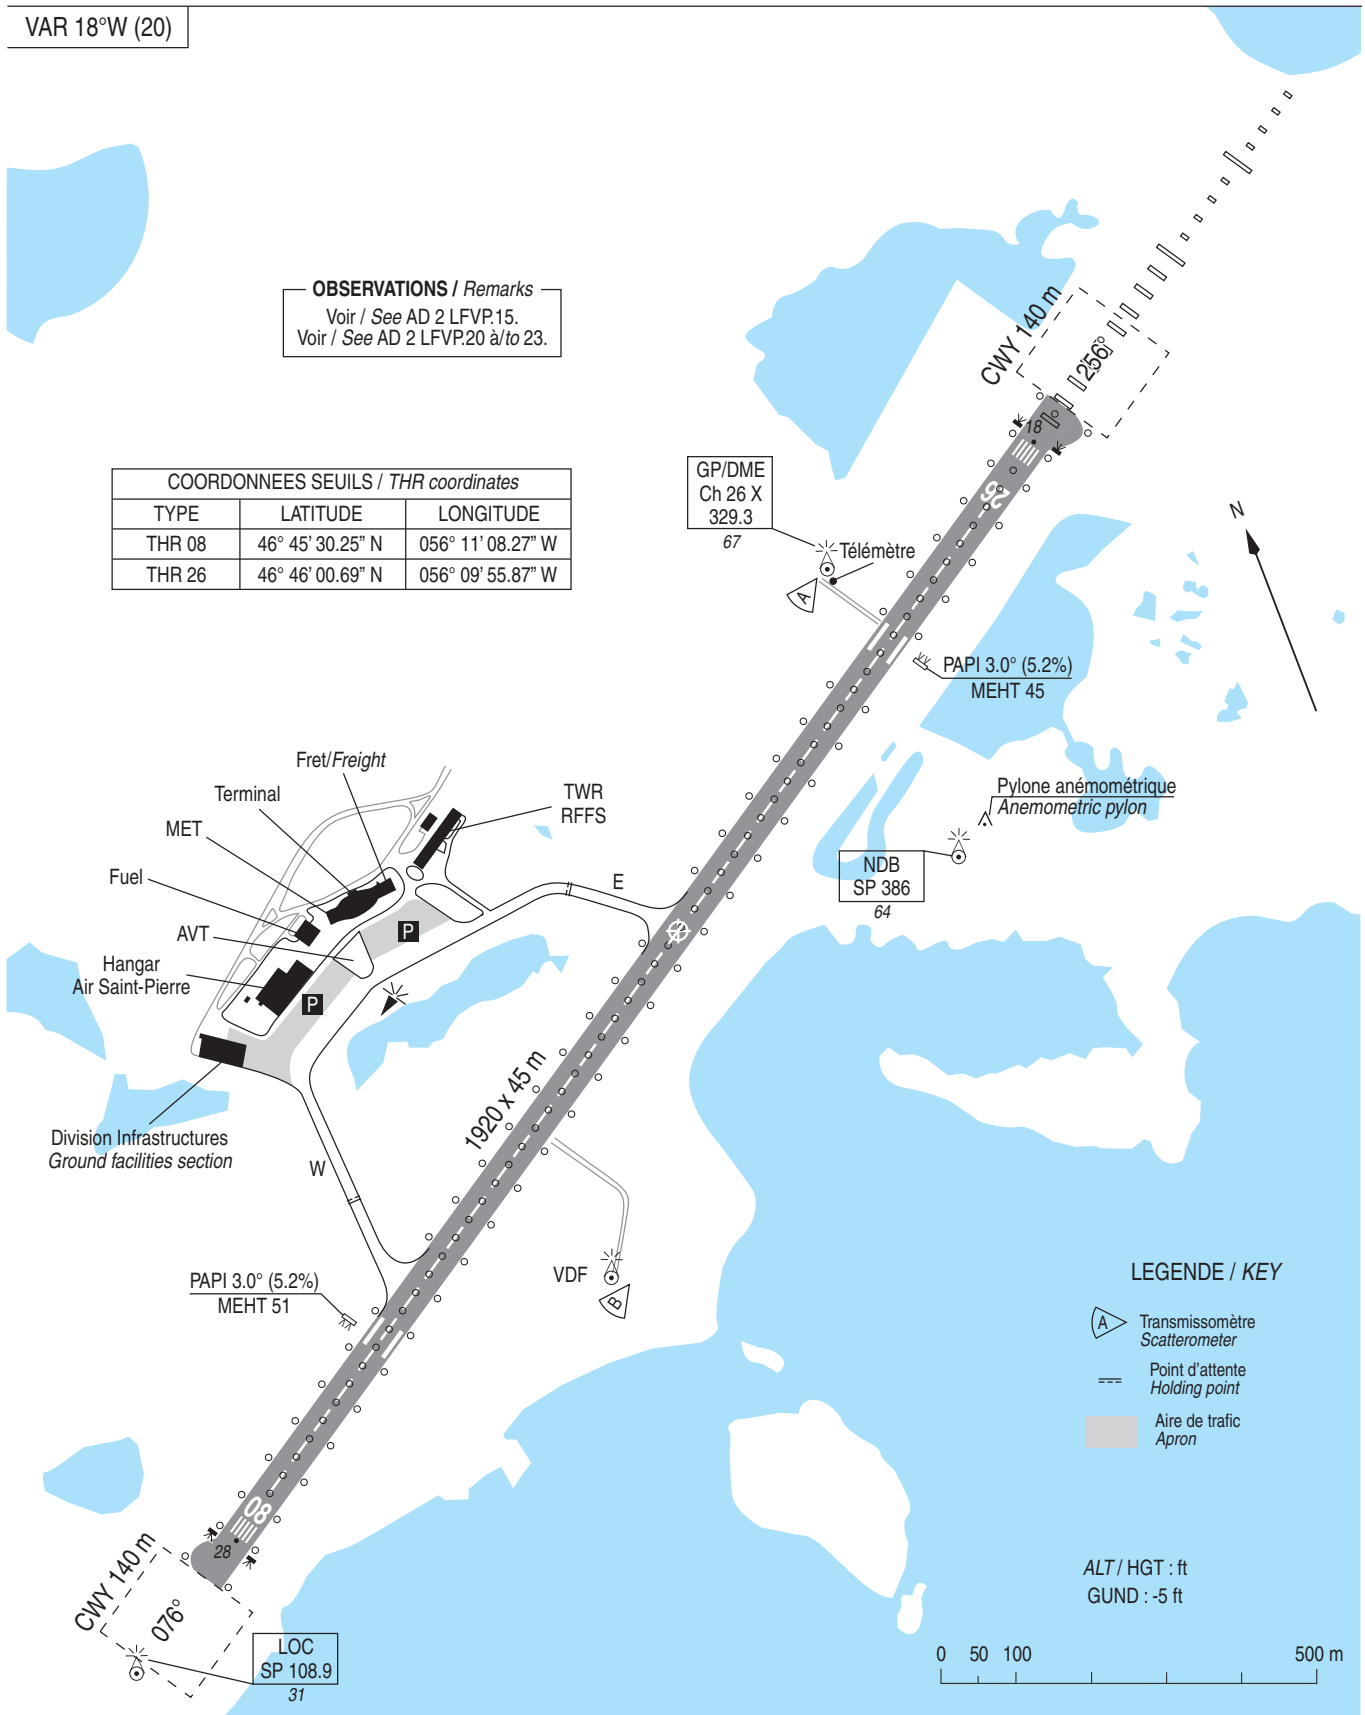 VAR 18°W (20)
OBSERVATIONS / Remarks
Voir / See AD 2 LFVP.15.
Voir / See AD 2 LFVP.20 à/to 23.
CWY 140 m
256°
18
26
COORDONNEES SEUILS / THR coordinates
TYPE LATITUDE LONGITUDE
THR 08 46° 45' 30.25" N 056° 11' 08.27" W
THR 26 46° 46' 00.69" N 056° 09' 55.87" W
GP/DME
Ch 26 X
329.3
67
Télémètre
A
N
PAPI 3.0° (5.2%)
MEHT 45
Pylone anémométrique
Anemometric pylon
NDB
SP 386
64
Fret/Freight
Terminal
MET
Fuel
AVT
Hangar
Air Saint-Pierre
TWR
RFFS
E
P
P
Division Infrastructures
Ground facilities section
W
1920 x 45 m
VDF
B
PAPI 3.0° (5.2%)
MEHT 51
08
28
CWY 140 m
076°
LOC
SP 108.9
31
LEGENDE / KEY
A
Transmissomètre
Scatterometer
Point d'attente
Holding point
Aire de trafic
Apron
ALT / HGT : ft
GUND : -5 ft
0 50 100 500 m